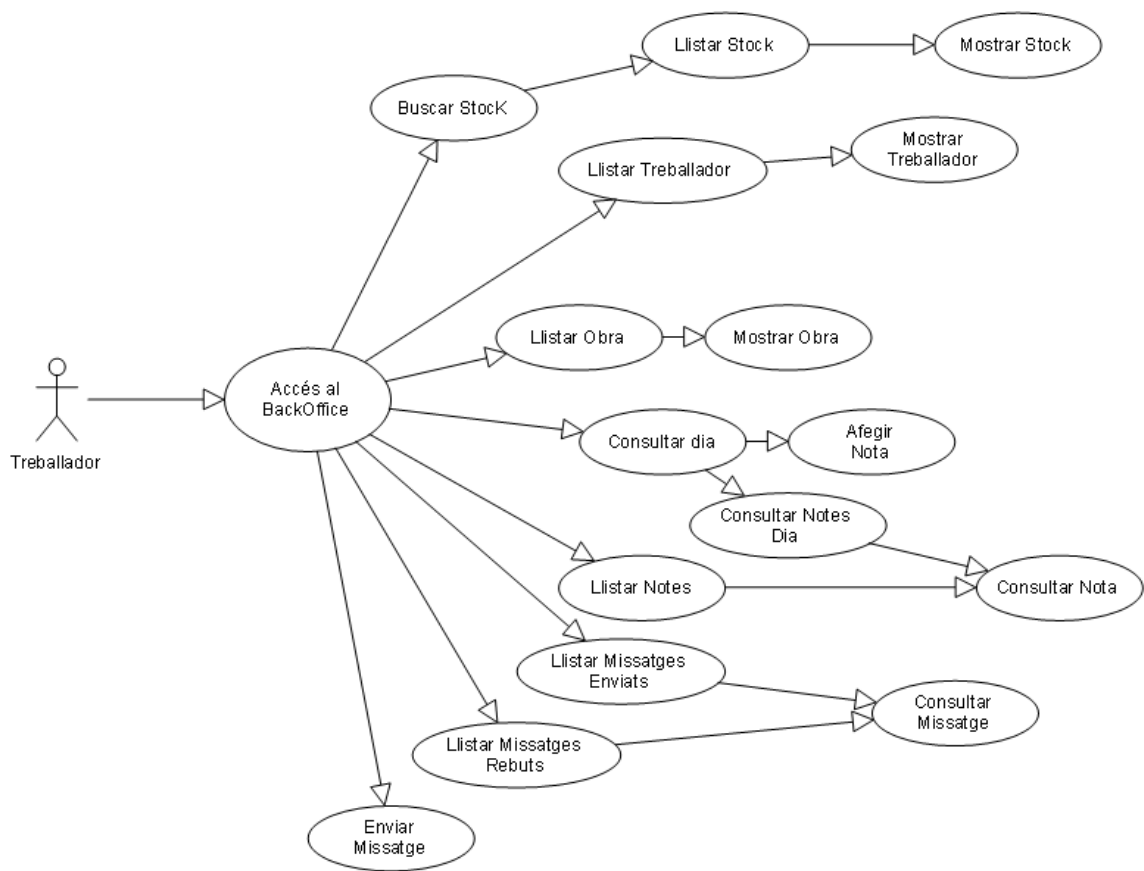 Llistar Stock
Mostrar Stock
Buscar StocK
Mostrar
Treballador
Llistar Treballador
Llistar Obra
Mostrar Obra
Accés al
BackOffice
Treballador
Consultar dia
Afegir
Nota
Consultar Notes
Dia
Llistar Notes
Consultar Nota
Llistar Missatges
Enviats
Consultar
Missatge
Llistar Missatges
Rebuts
Enviar
Missatge